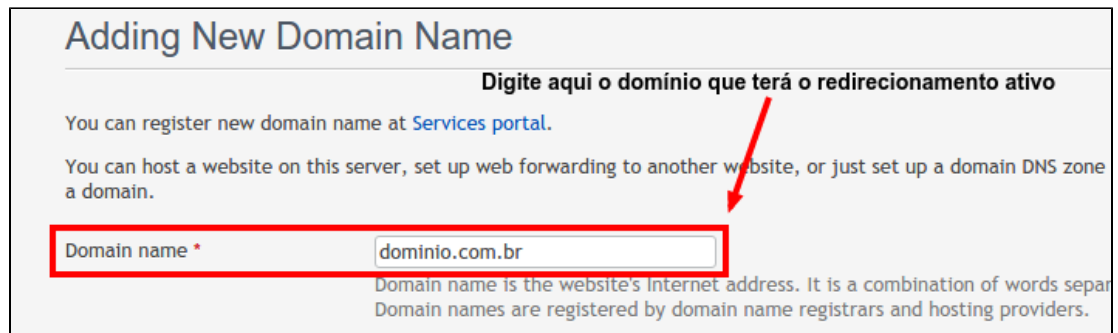 Adding New Domain Name
Digite aqui o domínio que terá o redirecionamento ativo
You can register new domain name at Services portal.
You can host a website on this server, set up web forwarding to another website, or just set up a domain DNS zone
a domain.
Domain name *
dominio.com.br
Domain name is the website's Internet address. It is a combination of words separ
Domain names are registered by domain name registrars and hosting providers.